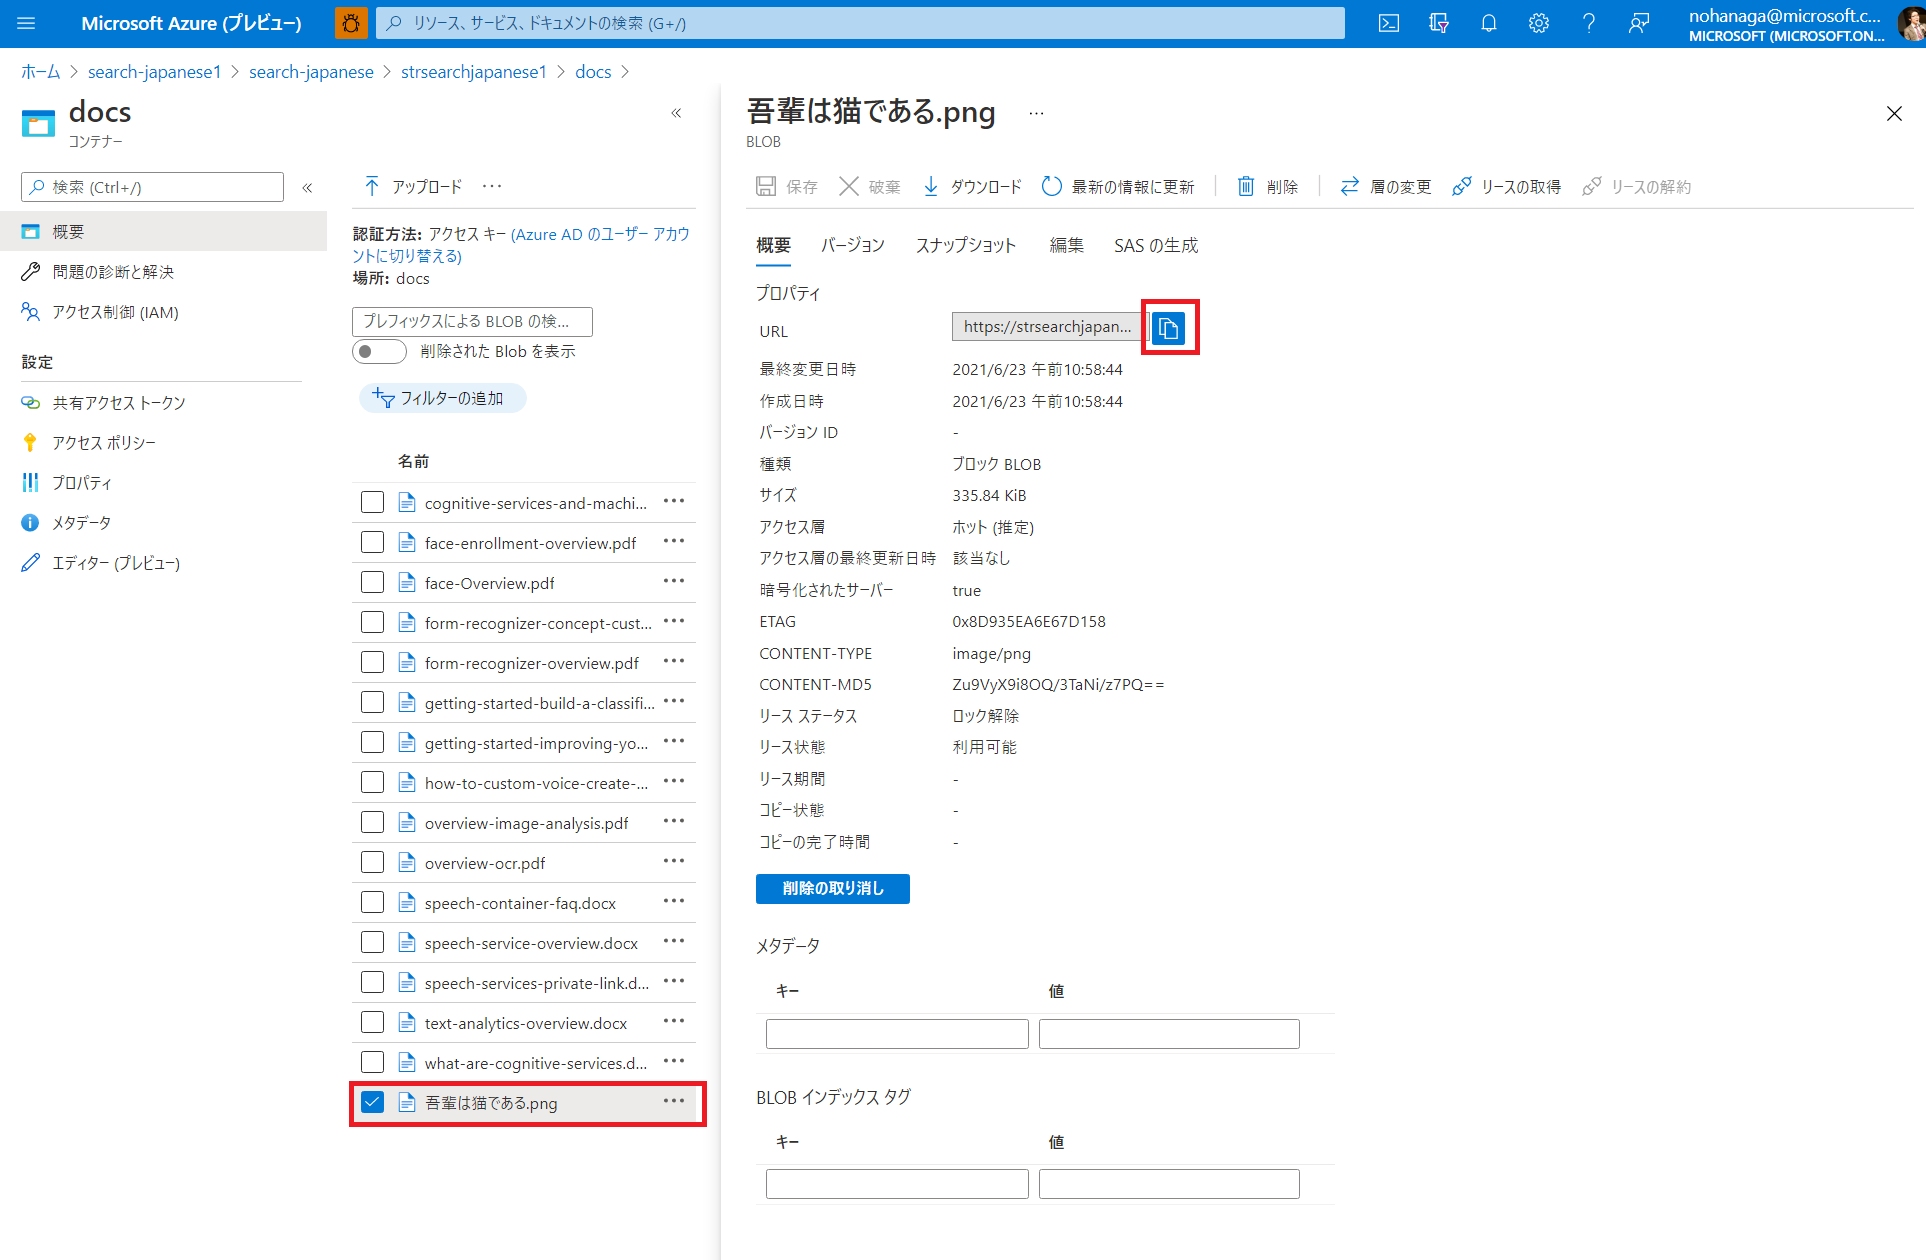 Microsoft Azure (プレビュー)
リソース、サービス、ドキュメントの検索 (G+/)
nohanaga@microsoft.c...
MICROSOFT (MICROSOFT.ON...
ホーム > search-japanese1 > search-japanese > strsearchjapanese1 > docs >
docs
コンテナー
検索 (Ctrl+/)
概要
問題の診断と解決
アクセス制御 (IAM)
設定
共有アクセス トークン
アクセス ポリシー
プロパティ
メタデータ
エディター (プレビュー)
アップロード ...
認証方法: アクセス キー (Azure AD のユーザー アカウ
ントに切り替える)
場所: docs
プレフィックスによる BLOB の検...
削除された Blob を表示
フィルターの追加
名前
cognitive-services-and-machi... ...
face-enrollment-overview.pdf ...
face-Overview.pdf ...
form-recognizer-concept-cust... ...
form-recognizer-overview.pdf ...
getting-started-build-a-classifi... ...
getting-started-improving-yo... ...
how-to-custom-voice-create-... ...
overview-image-analysis.pdf ...
overview-ocr.pdf ...
speech-container-faq.docx ...
speech-service-overview.docx ...
speech-services-private-link.d... ...
text-analytics-overview.docx ...
what-are-cognitive-services.d... ...
吾輩は猫である.png ...
吾輩は猫である.png ...
BLOB
保存 破棄 ダウンロード 最新の情報に更新 削除 層の変更 リースの取得 リースの解約
概要 バージョン スナップショット 編集 SAS の生成
プロパティ
URL https://strsearchjapan...
最終変更日時 2021/6/23 午前10:58:44
作成日時 2021/6/23 午前10:58:44
バージョン ID -
種類 ブロック BLOB
サイズ 335.84 KiB
アクセス層 ホット (推定)
アクセス層の最終更新日時 該当なし
暗号化されたサーバー true
ETAG 0x8D935EA6E67D158
CONTENT-TYPE image/png
CONTENT-MD5 Zu9VyX9i8OQ/3TaNi/z7PQ==
リース ステータス ロック解除
リース状態 利用可能
リース期間 -
コピー状態 -
コピーの完了時間 -
削除の取り消し
メタデータ
キー 値
BLOB インデックス タグ
キー 値